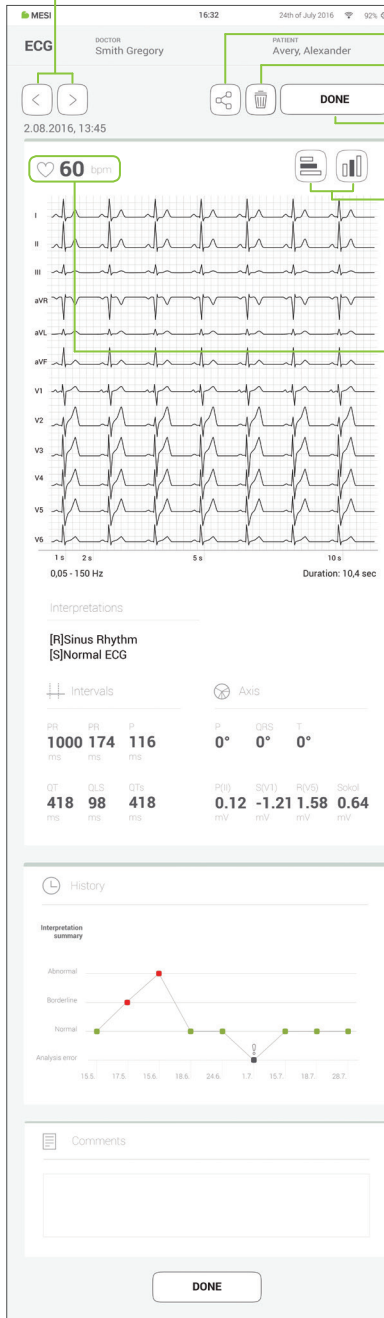 MESI 16:32 24th of July 2016 92%
ECG
DOCTOR PATIENT
Smith Gregory Avery, Alexander
< > DONE
2.08.2016, 13:45
60 bpm
I
II
III
aVR
aVL
aVF
V1
V2
V3
V4
V5
V6
1 s 2 s 5 s 10 s
0,05 - 150 Hz Duration: 10,4 sec
Interpretations
[R]Sinus Rhythm
[S]Normal ECG
Intervals Axis
PR PR P P QRS T
1000 174 116 0° 0° 0°
ms ms ms
QT QLS QTs P(II) S(V1) R(V5) Sokol
418 98 418 0.12 -1.21 1.58 0.64
ms ms ms mV mV mV mV
History
Interpretation
summary
Abnormal
Borderline
Normal
Analysis error
15.5. 17.5. 15.6. 18.6. 24.6. 1.7. 15.7. 18.7. 28.7.
Comments
DONE